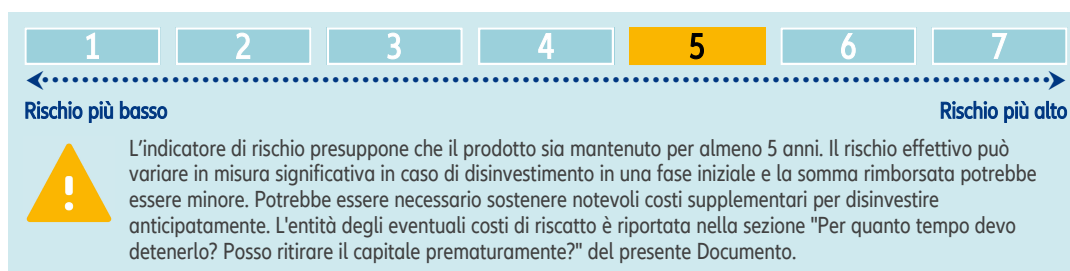 1 2 3 4 5 6 7
Rischio più basso Rischio più alto
L'indicatore di rischio presuppone che il prodotto sia mantenuto per almeno 5 anni. Il rischio effettivo può
variare in misura significativa in caso di disinvestimento in una fase iniziale e la somma rimborsata potrebbe
essere minore. Potrebbe essere necessario sostenere notevoli costi supplementari per disinvestire
anticipatamente. L'entità degli eventuali costi di riscatto è riportata nella sezione "Per quanto tempo devo
detenerlo? Posso ritirare il capitale prematuramente?" del presente Documento.